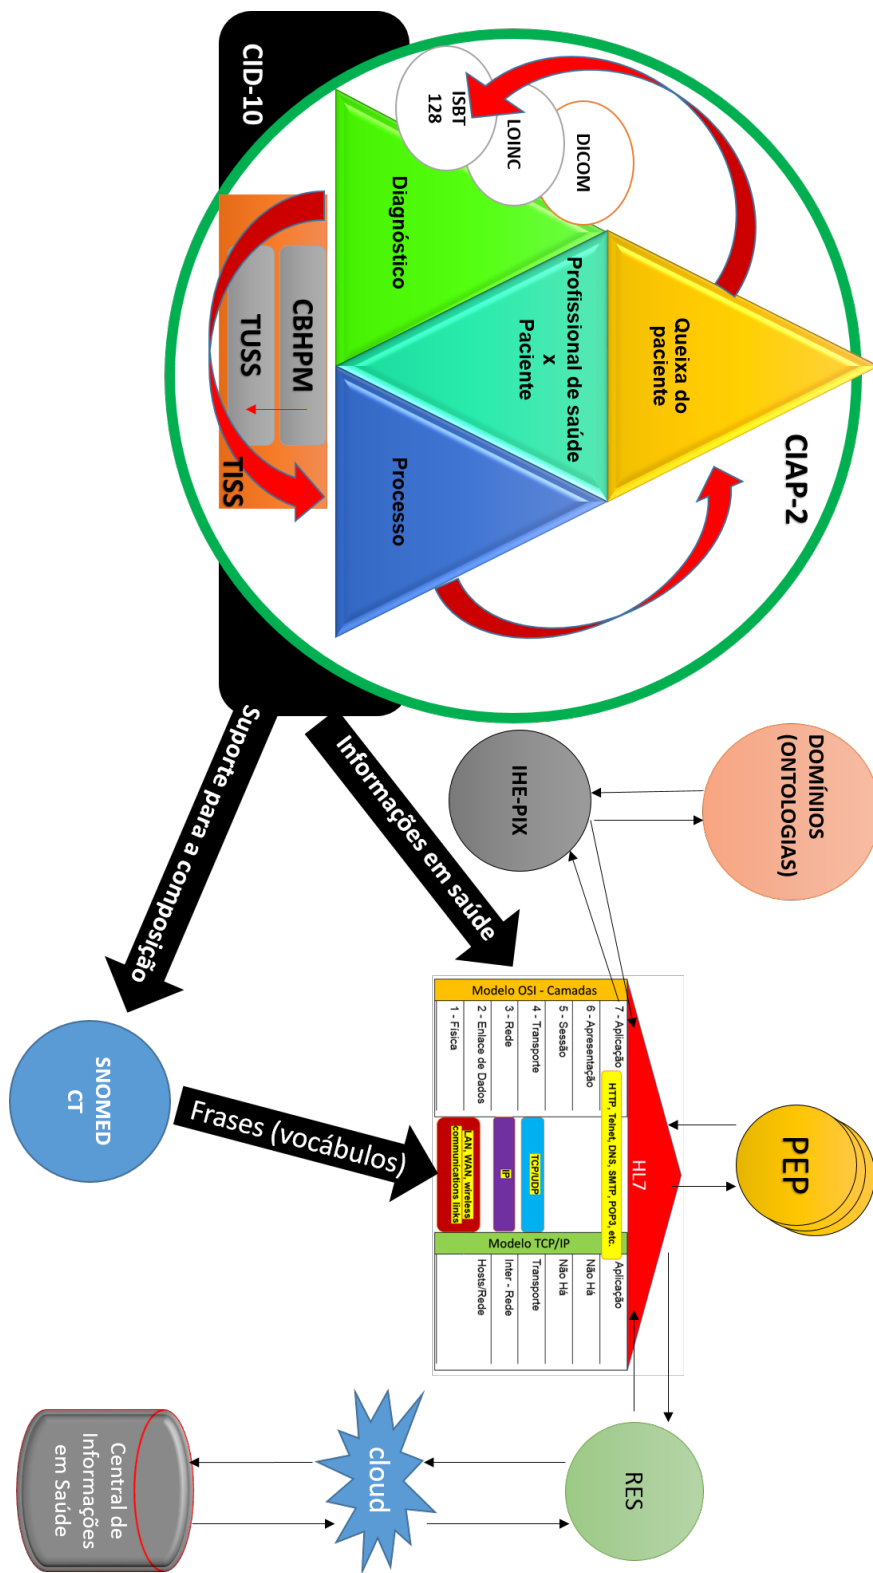 CIAP-2
Queixa do
paciente
Profissional de saúde
X
Paciente
Diagnóstico
Processo
DICOM
LOINC
ISBT
128
CBHPM
TUSS
TISS
CID-10
DOMÍNIOS
(ONTOLOGIAS)
IHE-PIX
Informações em saúde
Suporte para a composição
SNOMED
CT
Frases (vocábulos)
PEP
HL7
Modelo OSI - Camadas
Modelo TCP/IP
7 - Aplicação
HTTP, Telnet, DNS, SMTP, POP3, etc.
Aplicação
6 - Apresentação
Não Há
5 - Sessão
Não Há
4 - Transporte
TCP/UDP
Transporte
3 - Rede
IP
Inter - Rede
2 - Enlace de Dados
LAN, WAN, wireless
communications links
Hosts/Rede
1 - Física
RES
cloud
Central de
Informações
em Saúde